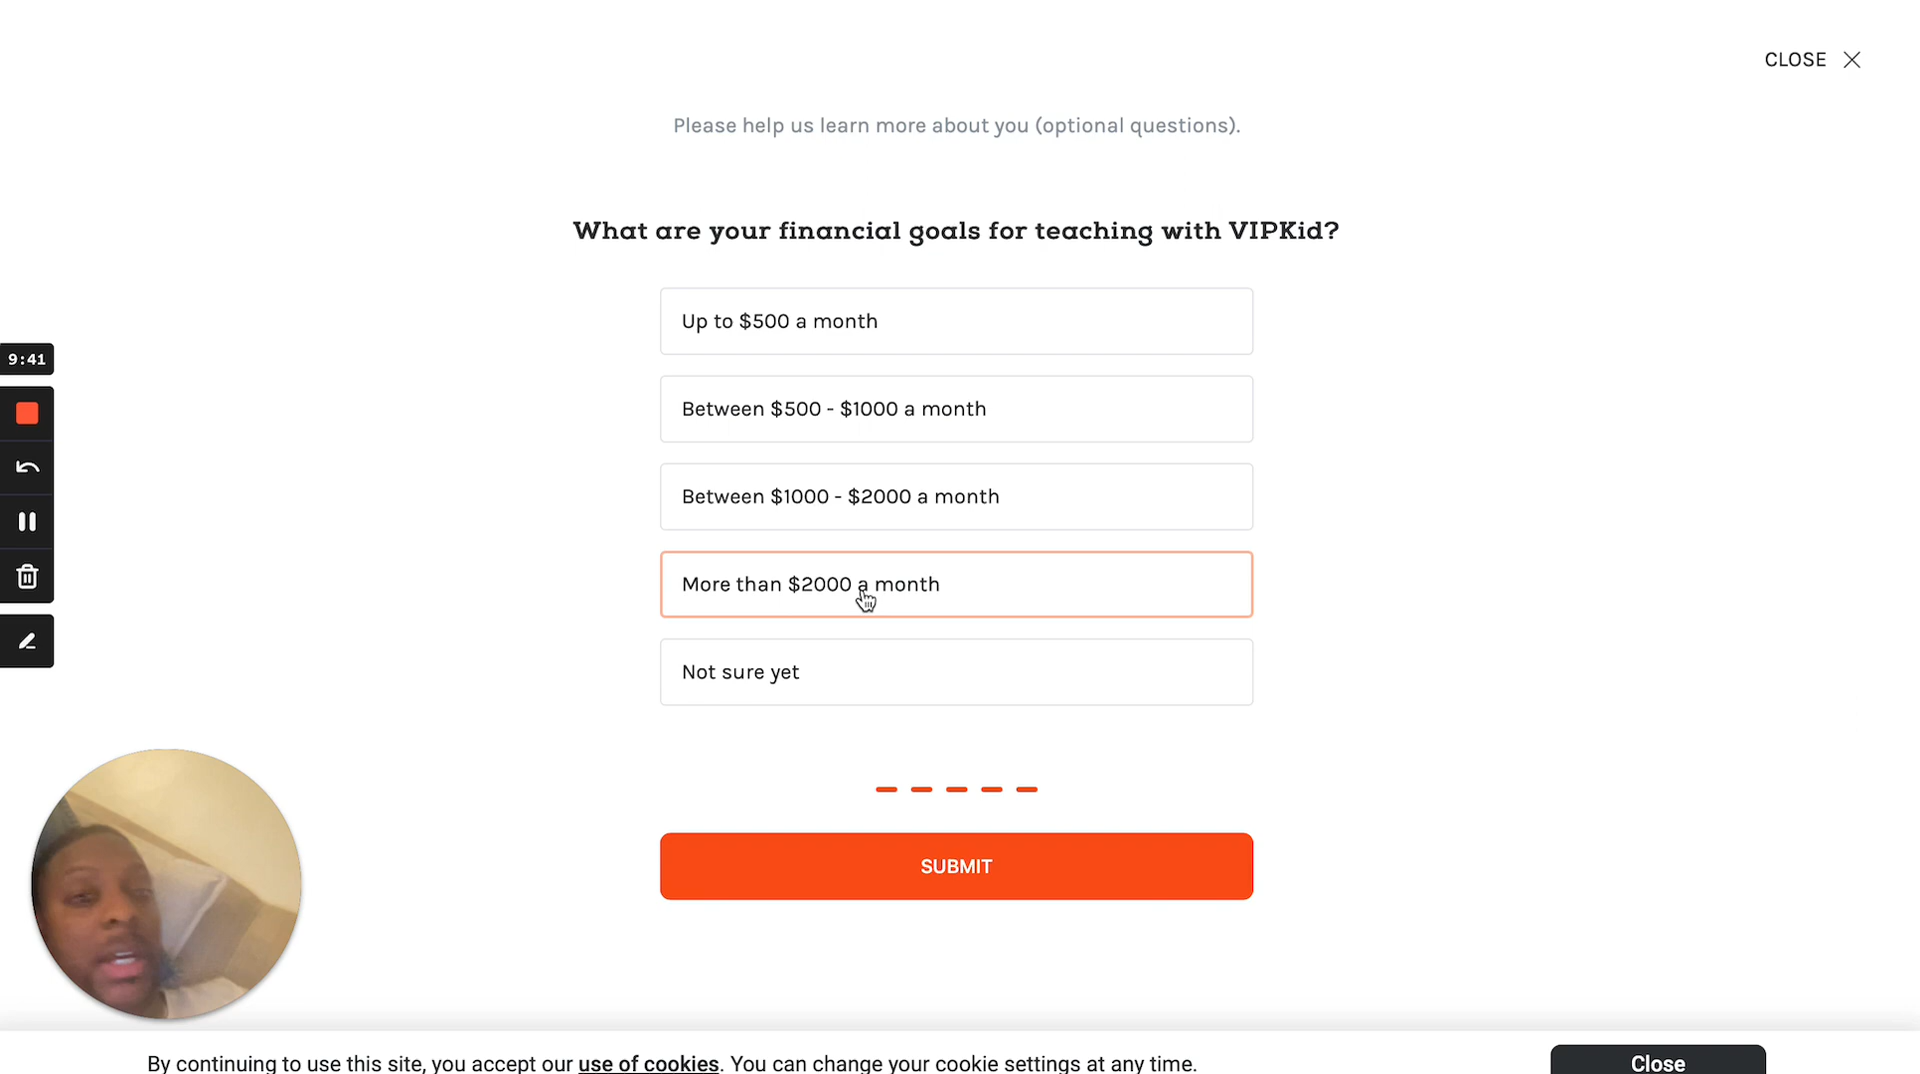 CLOSE
Please help us learn more about you (optional questions).
What are your financial goals for teaching with VIPKid?
Up to $500 a month
9:41
Between $500 - $1000 a month
Between $1000 - $2000 a month
More than $2000 a month
Not sure yet
SUBMIT
By continuing to use this site, you accept our use of cookies. You can change your cookie settings at any time.
Close